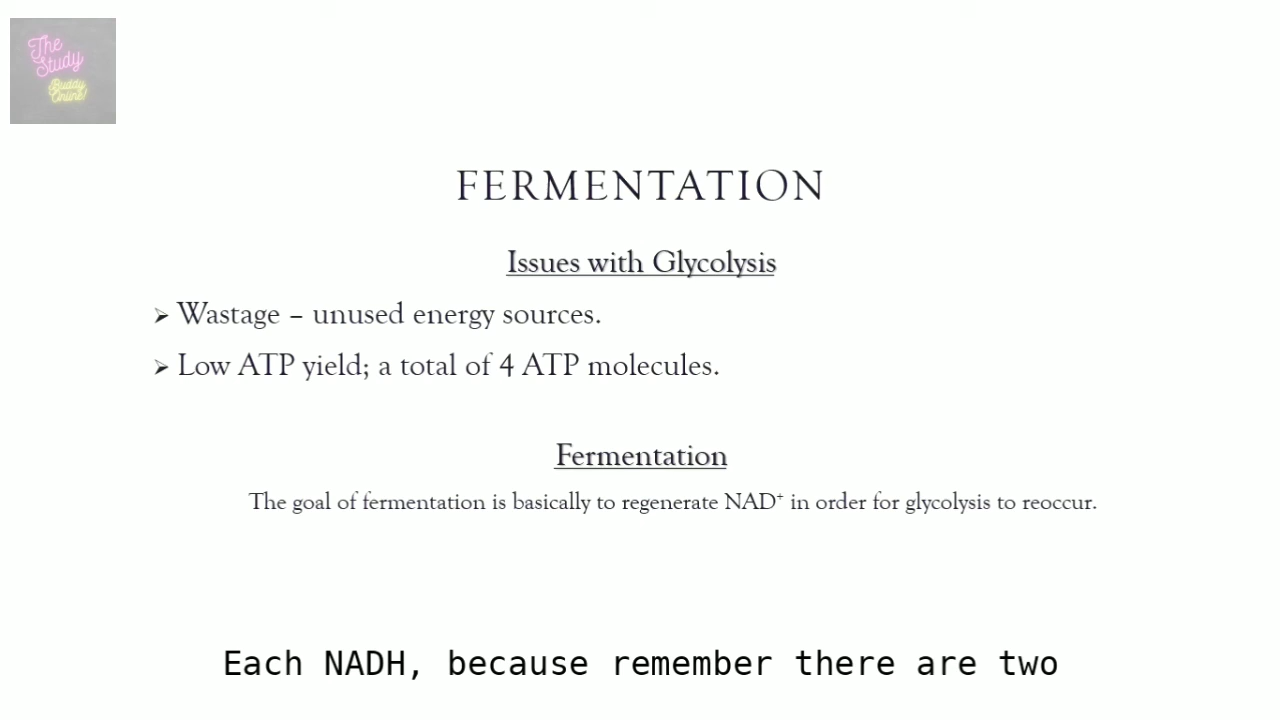 The
Study
Buddy
Online!
FERMENTATION
Issues with Glycolysis
➢ Wastage – unused energy sources.
➢ Low ATP yield; a total of 4 ATP molecules.
Fermentation
The goal of fermentation is basically to regenerate NAD⁺ in order for glycolysis to reoccur.
Each NADH, because remember there are two